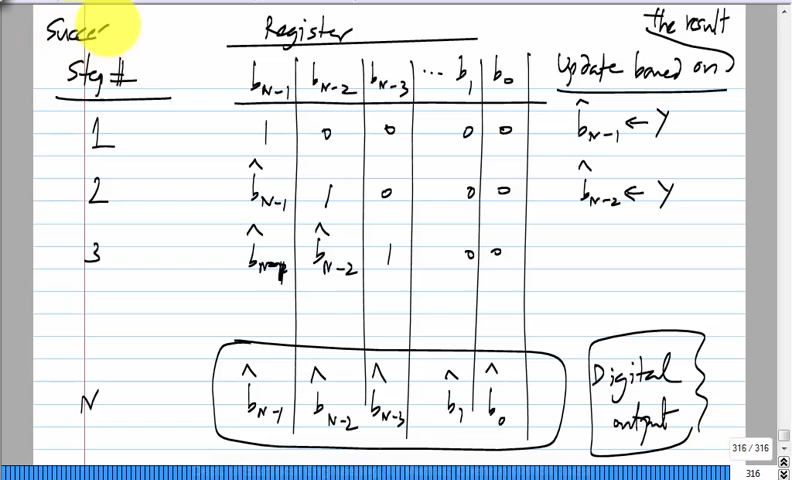 Succes
Register
the result
Step #
b_{N-1} b_{N-2} b_{N-3} ... b_1 b_0
Update based on
1 1 0 0 0 0 b̂_{N-1} ← Y
2 b̂_{N-1} 1 0 0 0 b̂_{N-2} ← Y
3 b̂_{N-1} b̂_{N-2} 1 0 0
N b̂_{N-1} b̂_{N-2} b̂_{N-3} b̂_1 b̂_0
Digital
output
316 / 316
316